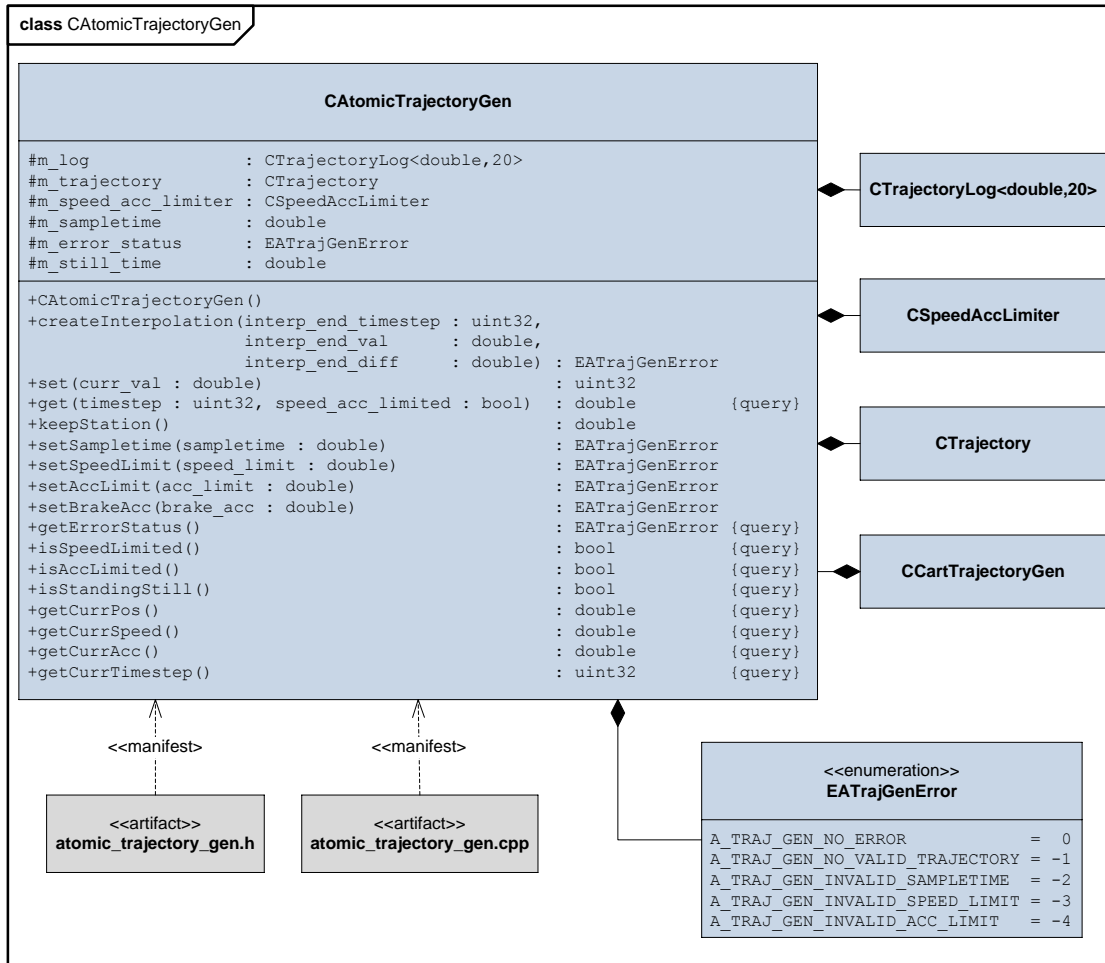 class CAtomicTrajectoryGen
CAtomicTrajectoryGen
#m_log : CTrajectoryLog<double,20>
#m_trajectory : CTrajectory
#m_speed_acc_limiter : CSpeedAccLimiter
#m_sampletime : double
#m_error_status : EATrajGenError
#m_still_time : double
+CAtomicTrajectoryGen()
+createInterpolation(interp_end_timestep : uint32,
interp_end_val : double,
interp_end_diff : double) : EATrajGenError
+set(curr_val : double) : uint32
+get(timestep : uint32, speed_acc_limited : bool) : double {query}
+keepStation() : double
+setSampletime(sampletime : double) : EATrajGenError
+setSpeedLimit(speed_limit : double) : EATrajGenError
+setAccLimit(acc_limit : double) : EATrajGenError
+setBrakeAcc(brake_acc : double) : EATrajGenError
+getErrorStatus() : EATrajGenError {query}
+isSpeedLimited() : bool {query}
+isAccLimited() : bool {query}
+isStandingStill() : bool {query}
+getCurrPos() : double {query}
+getCurrSpeed() : double {query}
+getCurrAcc() : double {query}
+getCurrTimestep() : uint32 {query}
CTrajectoryLog<double,20>
CSpeedAccLimiter
CTrajectory
CCartTrajectoryGen
<<manifest>
<<manifest>
<<artifact>>
atomic_trajectory_gen.h
<<artifact>>
atomic_trajectory_gen.cpp
<<enumeration>>
EATrajGenError
A_TRAJ_GEN_NO_ERROR = 0
A_TRAJ_GEN_NO_VALID_TRAJECTORY = -1
A_TRAJ_GEN_INVALID_SAMPLETIME = -2
A_TRAJ_GEN_INVALID_SPEED_LIMIT = -3
A_TRAJ_GEN_INVALID_ACC_LIMIT = -4